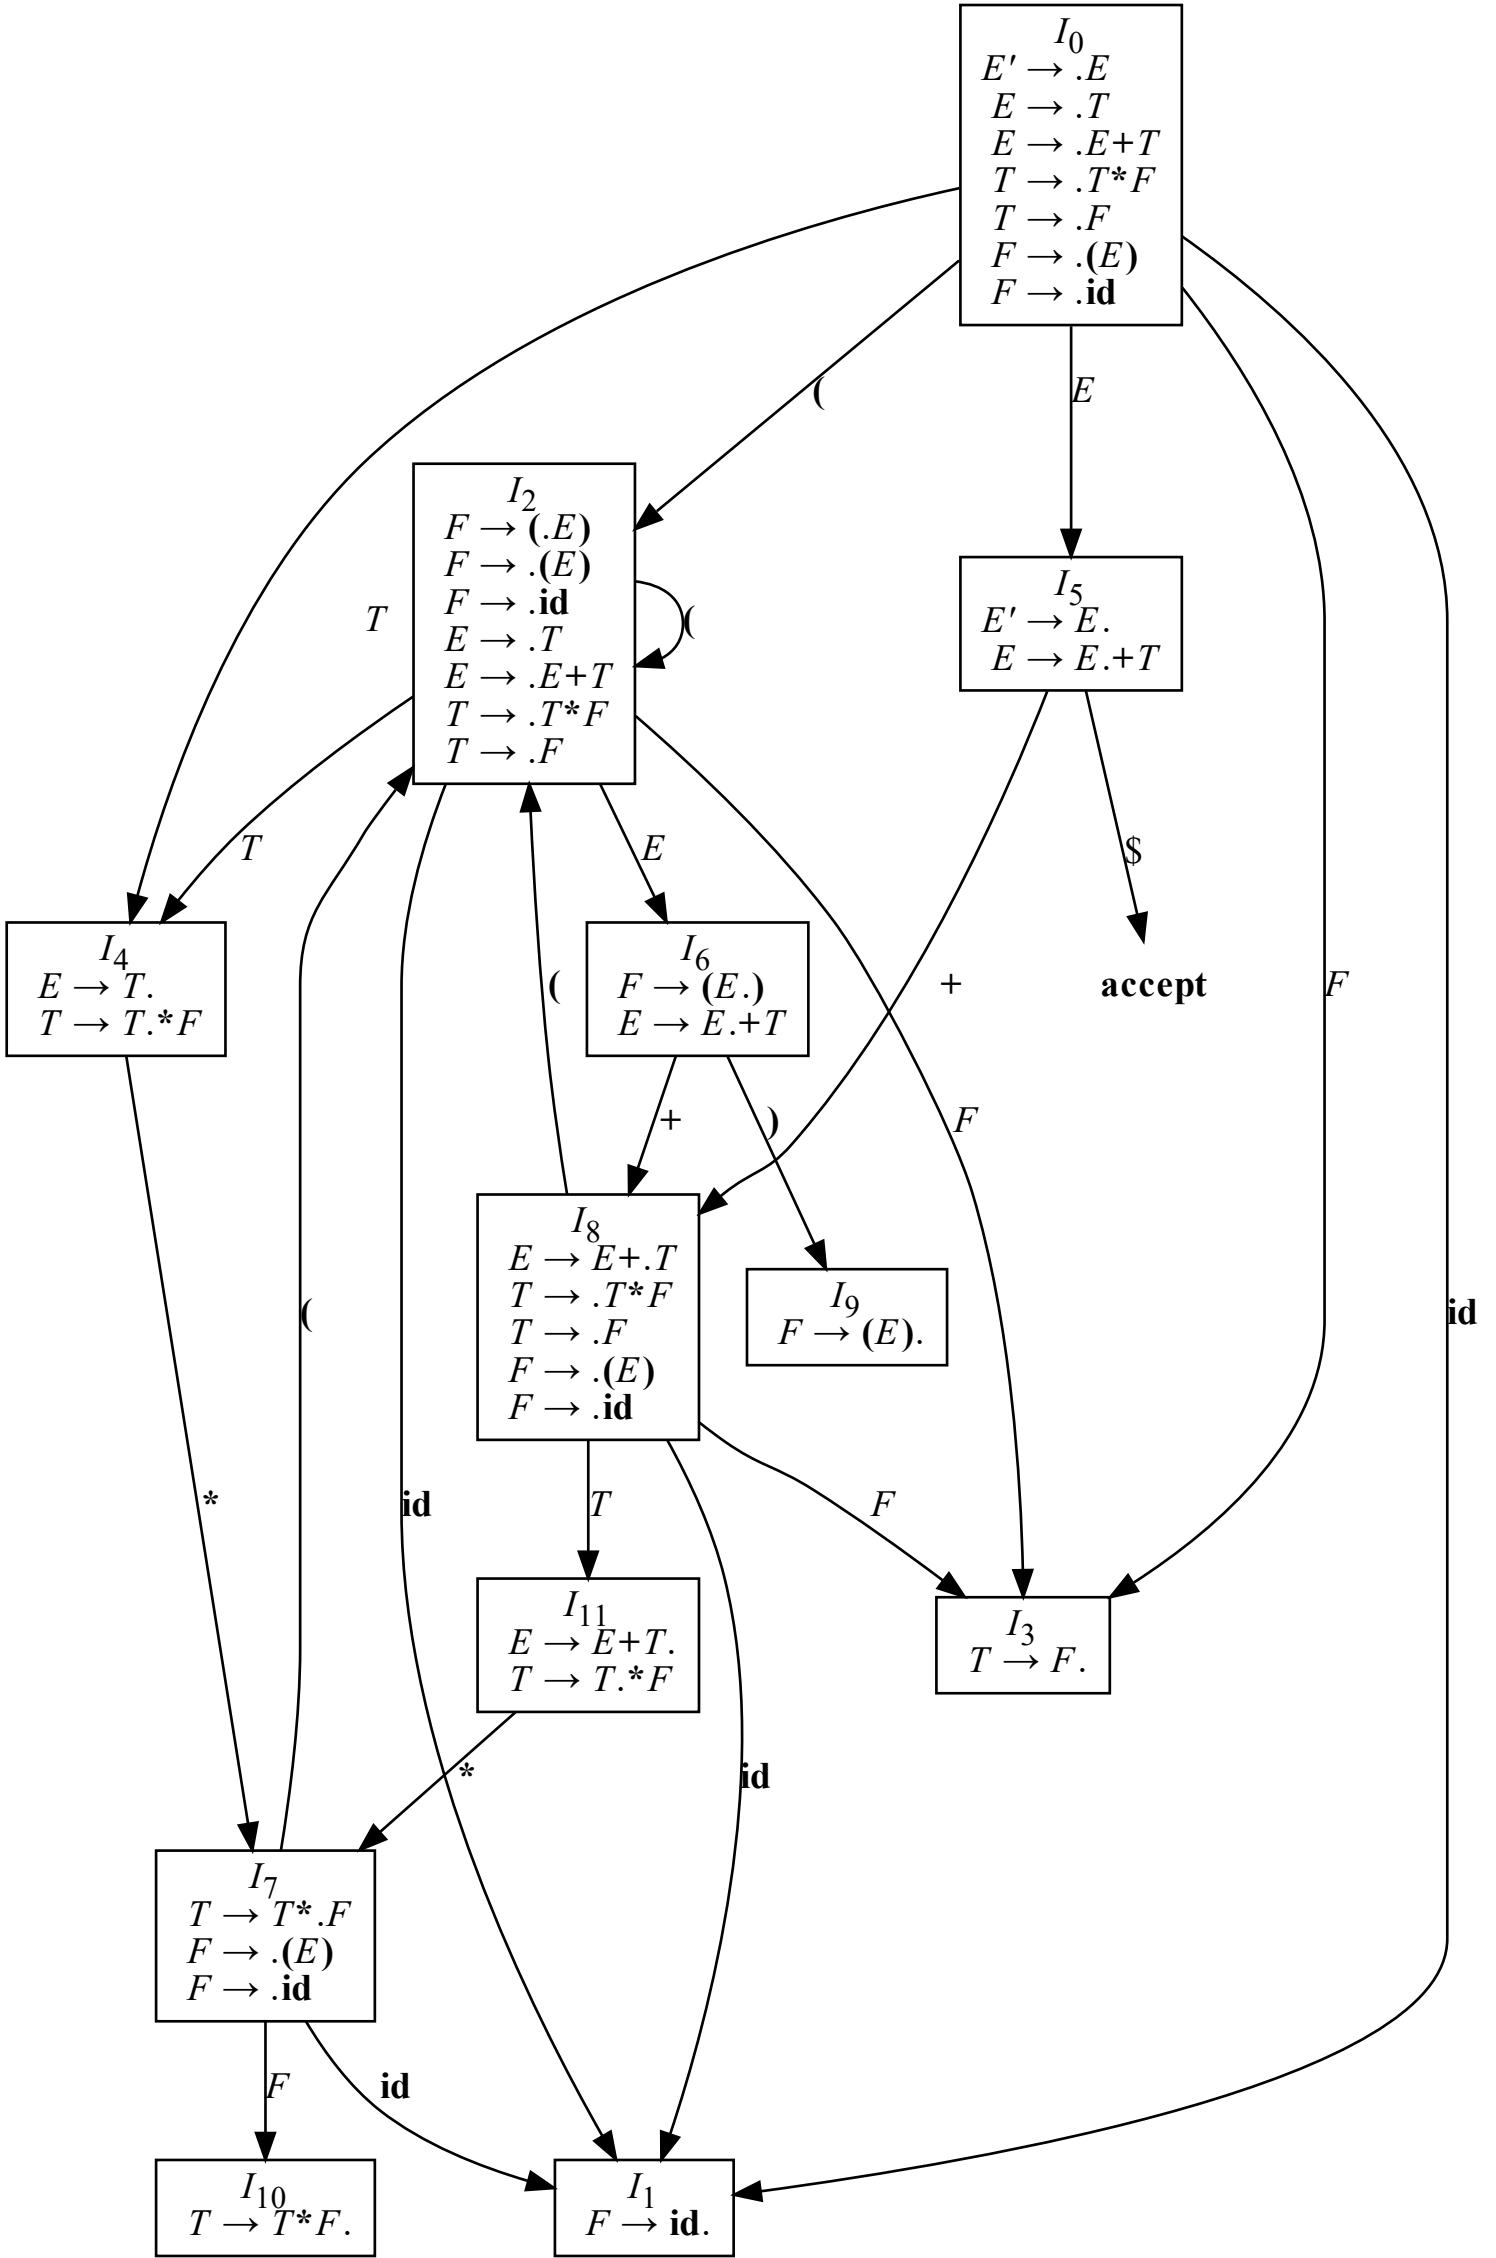 I0
E′ → .E
E → .T
E → .E+T
T → .T*F
T → .F
F → .(E)
F → .id
(
E
I2
F → (.E)
F → .(E)
F → .id
E → .T
E → .E+T
T → .T*F
T → .F
(
T
I5
E′ → E.
E → E.+T
T
E
$
I4
E → T.
T → T.*F
(
I6
F → (E.)
E → E.+T
+
accept
F
+
)
F
I8
E → E+.T
T → .T*F
T → .F
F → .(E)
F → .id
I9
F → (E).
(
id
*
id
T
F
I11
E → E+T.
T → T.*F
I3
T → F.
*
id
I7
T → T*.F
F → .(E)
F → .id
F
id
I10
T → T*F.
I1
F → id.